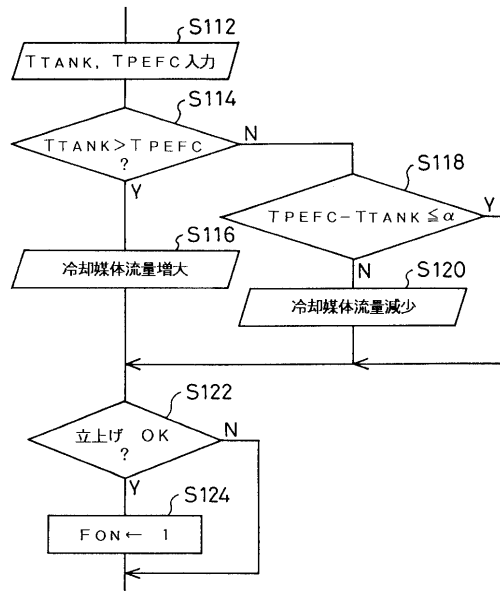 S112
TTANK, TPEFC入力
S114
TTANK>TPEFC
?
N
Y
S118
TPEFC-TTANK≦α
Y
N
S116
冷却媒体流量増大
S120
冷却媒体流量減少
S122
立上げ OK
?
N
Y
S124
FON← 1